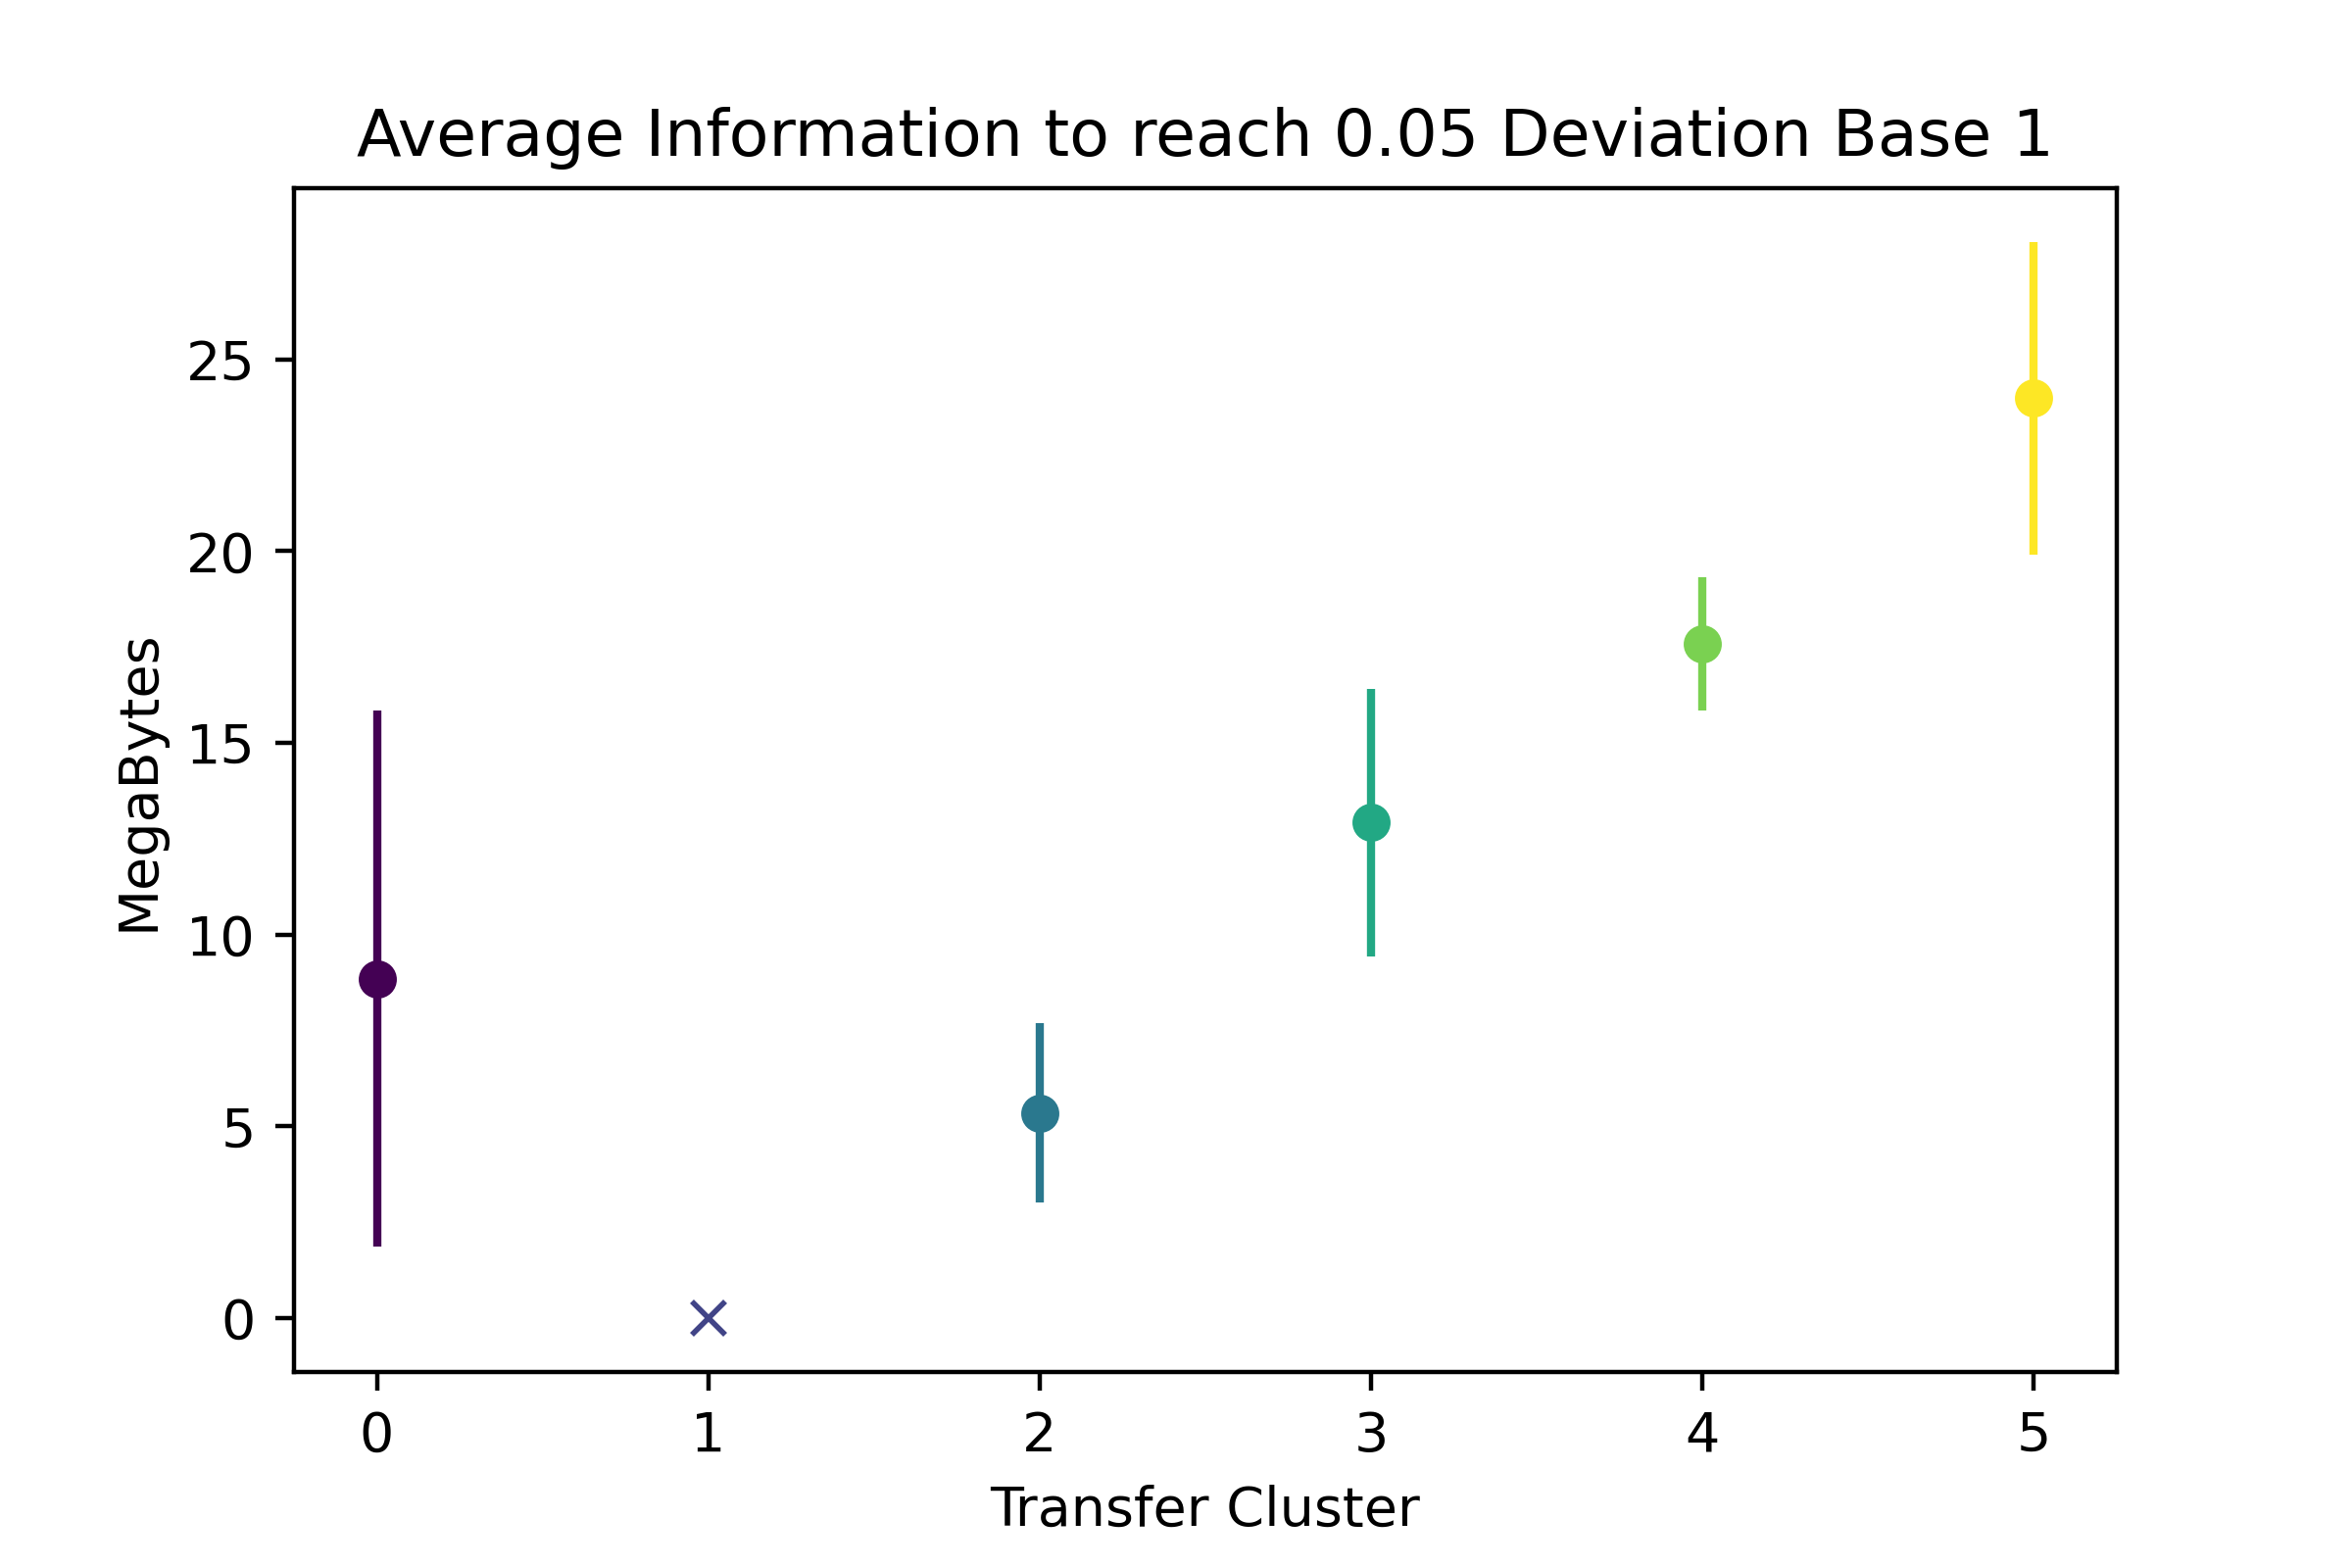 Average Information to reach 0.05 Deviation Base 1
MegaBytes
25
20
15
10
5
0
0 1 2 3 4 5
Transfer Cluster